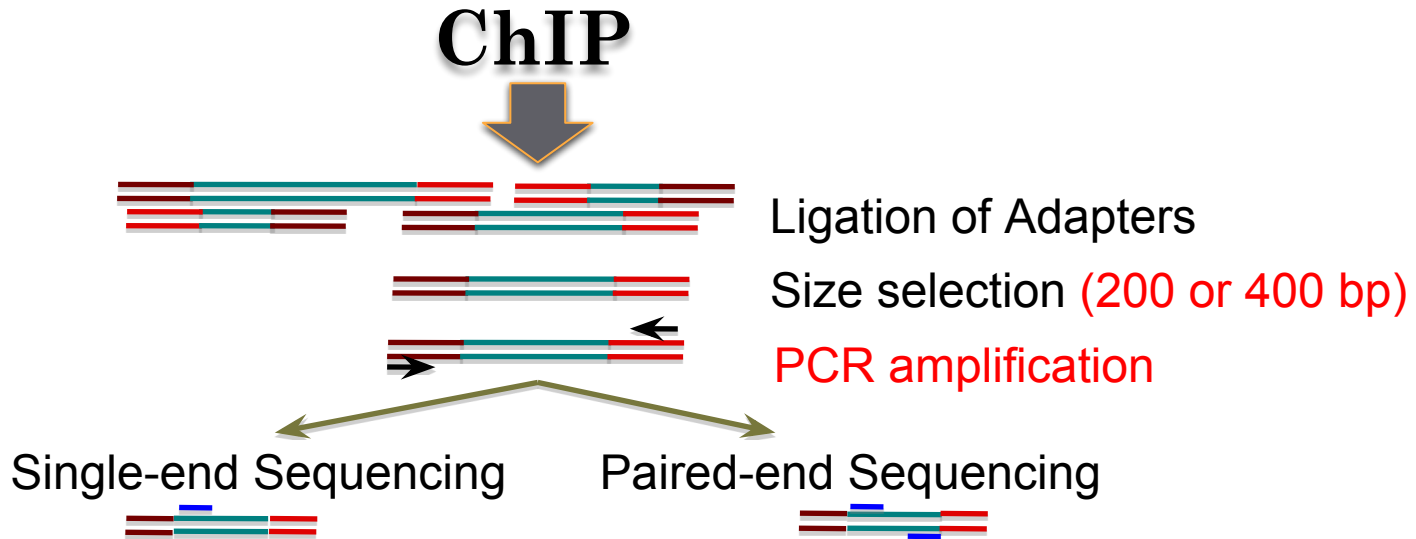 ChIP
Ligation of Adapters
Size selection (200 or 400 bp)
PCR amplification
Single-end Sequencing
Paired-end Sequencing